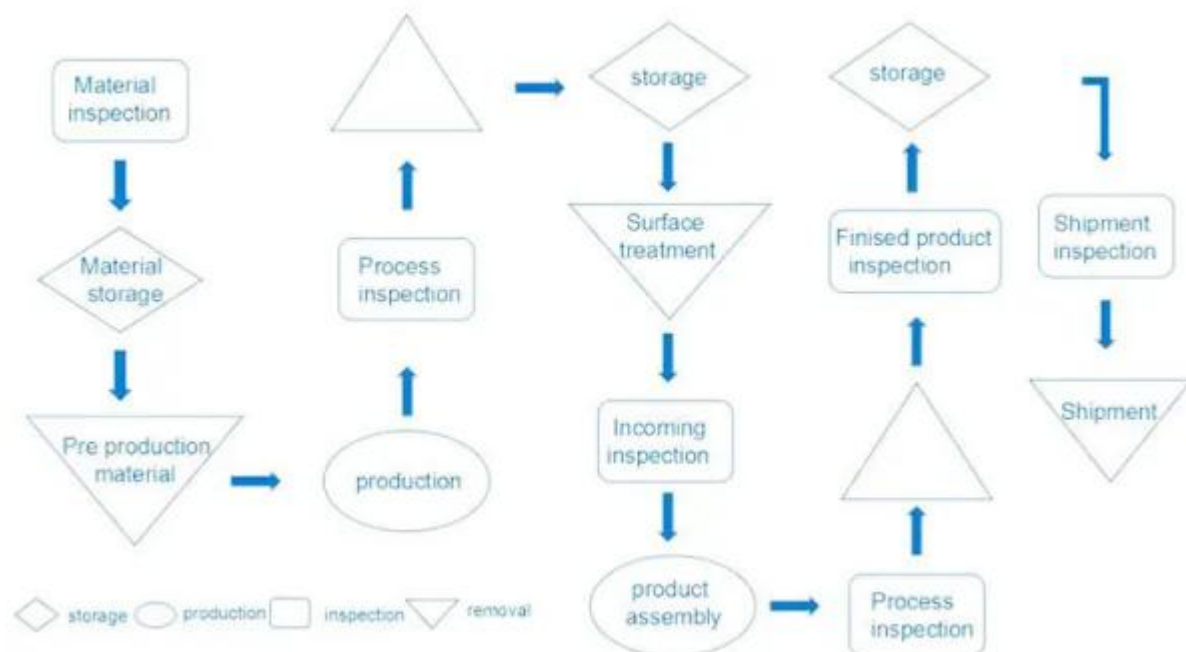 Material
inspection
Material
storage
Pre production
material
production
Process
inspection
storage
Surface
treatment
Incoming
inspection
product
assembly
Process
inspection
Finised product
inspection
storage
Shipment
inspection
Shipment
storage
production
inspection
removal